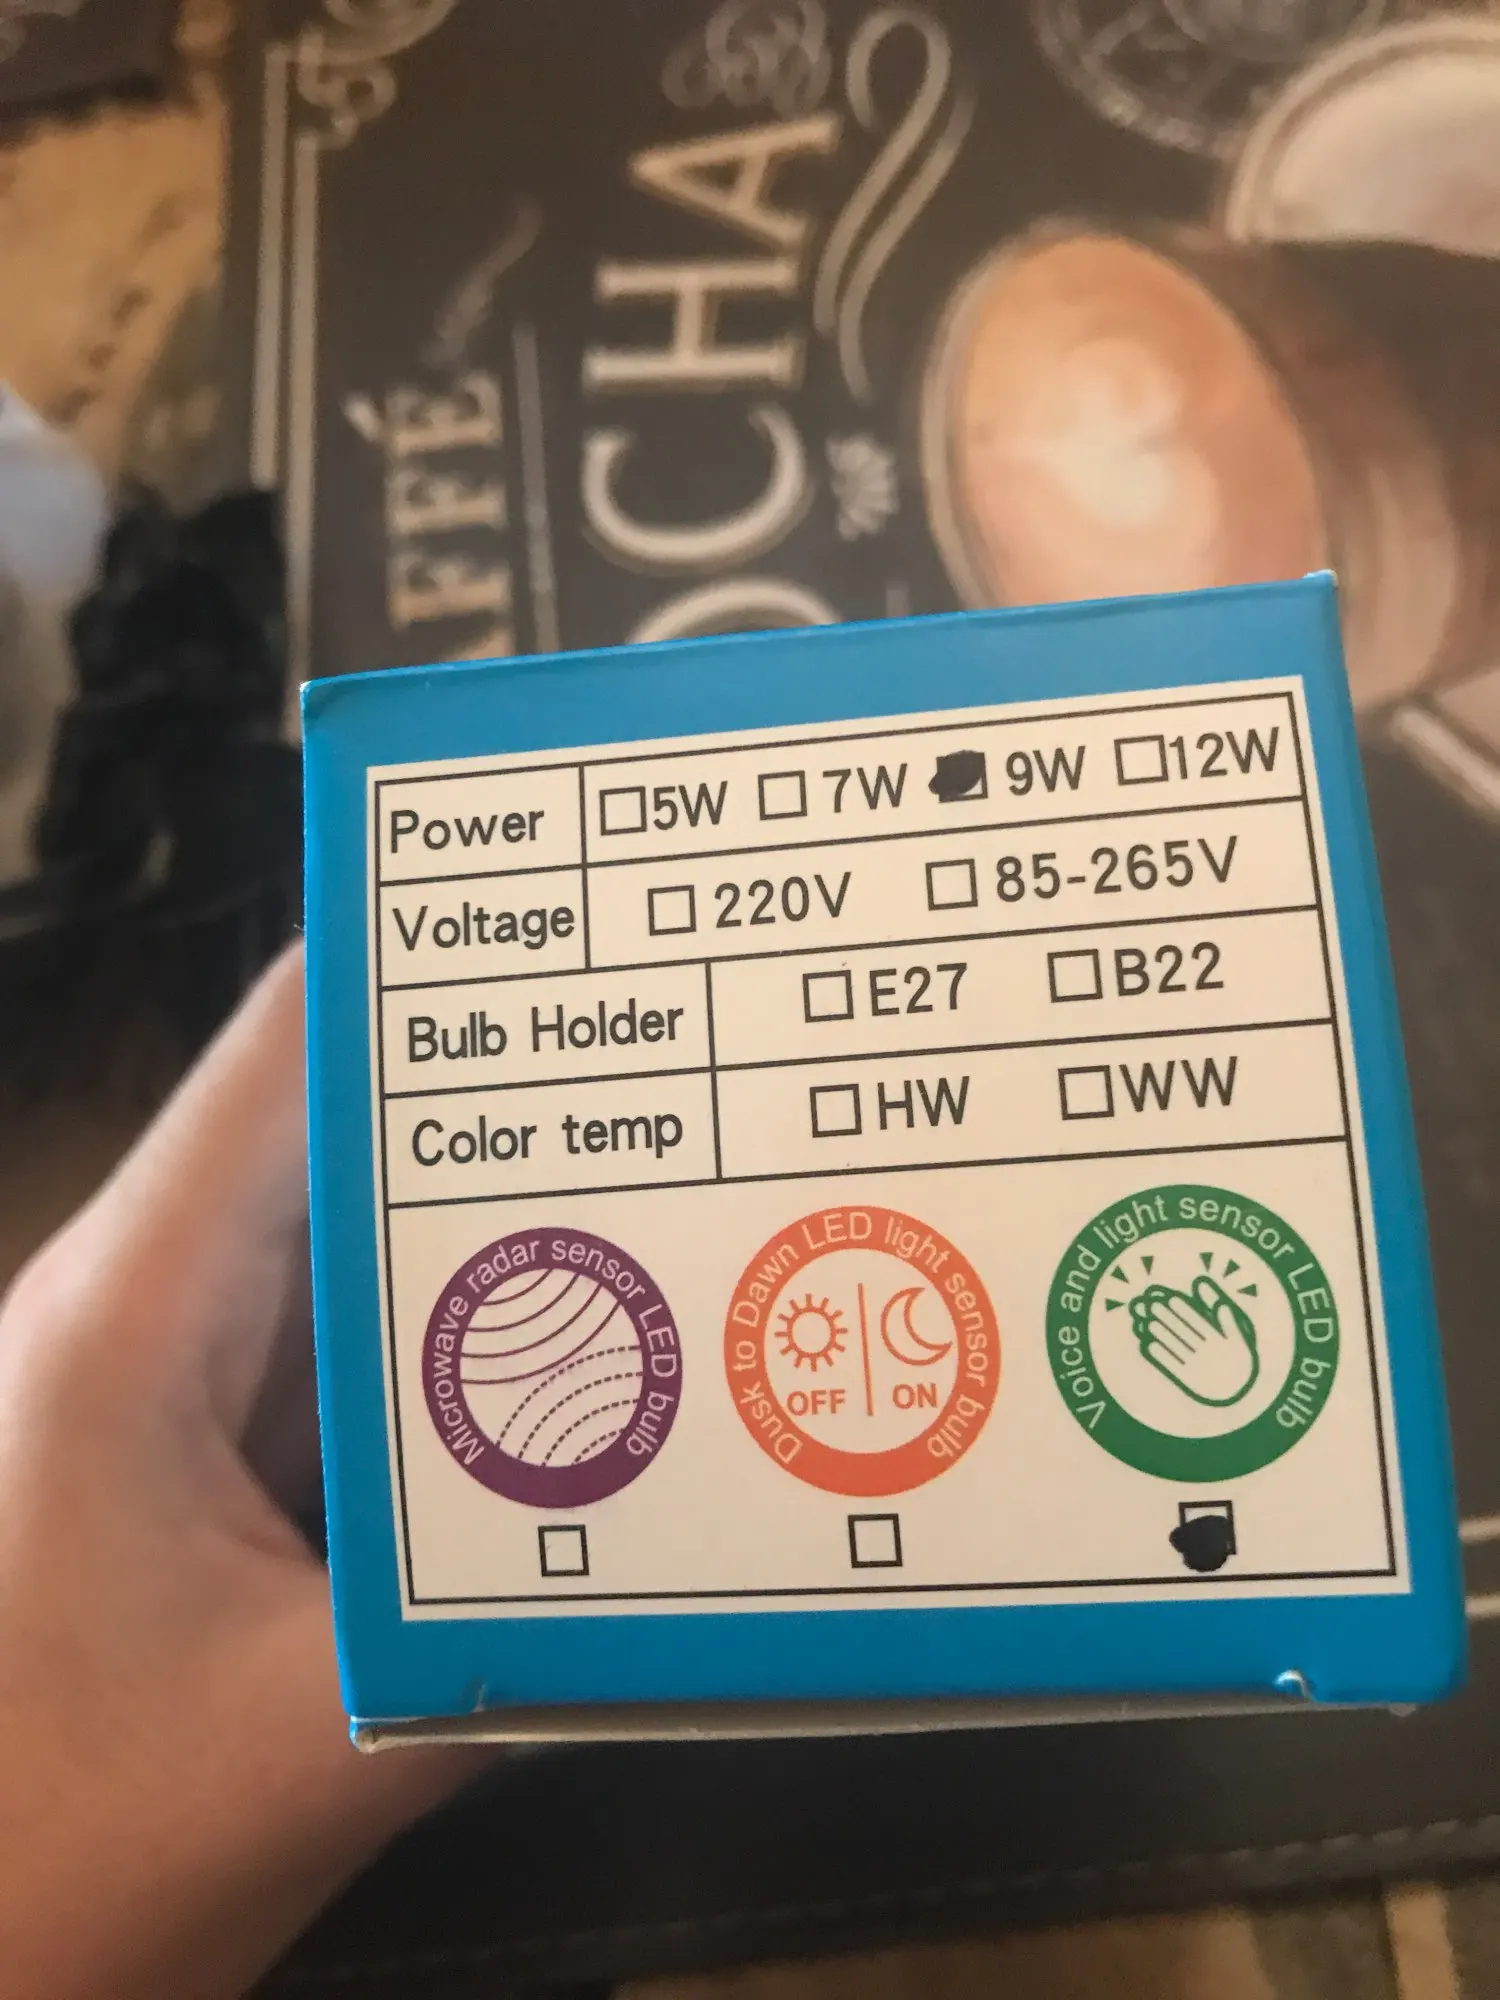 CAFÉ
MOCHA
Power □5W □7W ■9W □12W
Voltage □220V □85-265V
Bulb Holder □E27 □B22
Color temp □HW □WW
Microwave radar sensor LED bulb
Dusk to Dawn LED light sensor bulb
OFF ON
Voice and light sensor LED bulb